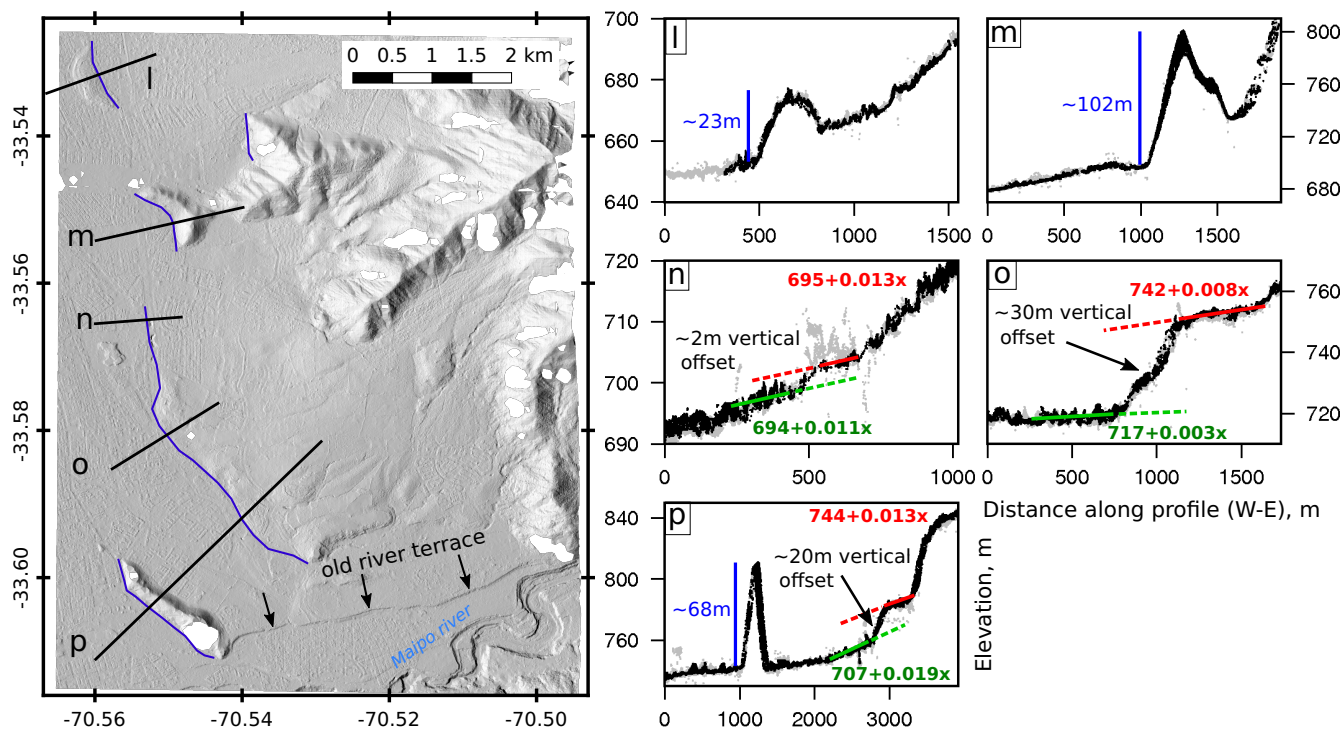 0 0.5 1 1.5 2 km
l
m
n
o
p
old river terrace
Maipo river
-33.54
-33.56
-33.58
-33.60
-70.56 -70.54 -70.52 -70.50
l
700
680
660
640
~23m
0 500 1000 1500
m
800
760
720
680
~102m
0 500 1000 1500
n
720
710
700
690
695+0.013x
~2m vertical
offset
694+0.011x
0 500 1000
o
760
720
742+0.008x
~30m vertical
offset
717+0.003x
0 500 1000 1500
Distance along profile (W-E), m
p
840
800
760
744+0.013x
~20m vertical
offset
~68m
707+0.019x
0 1000 2000 3000
Elevation, m